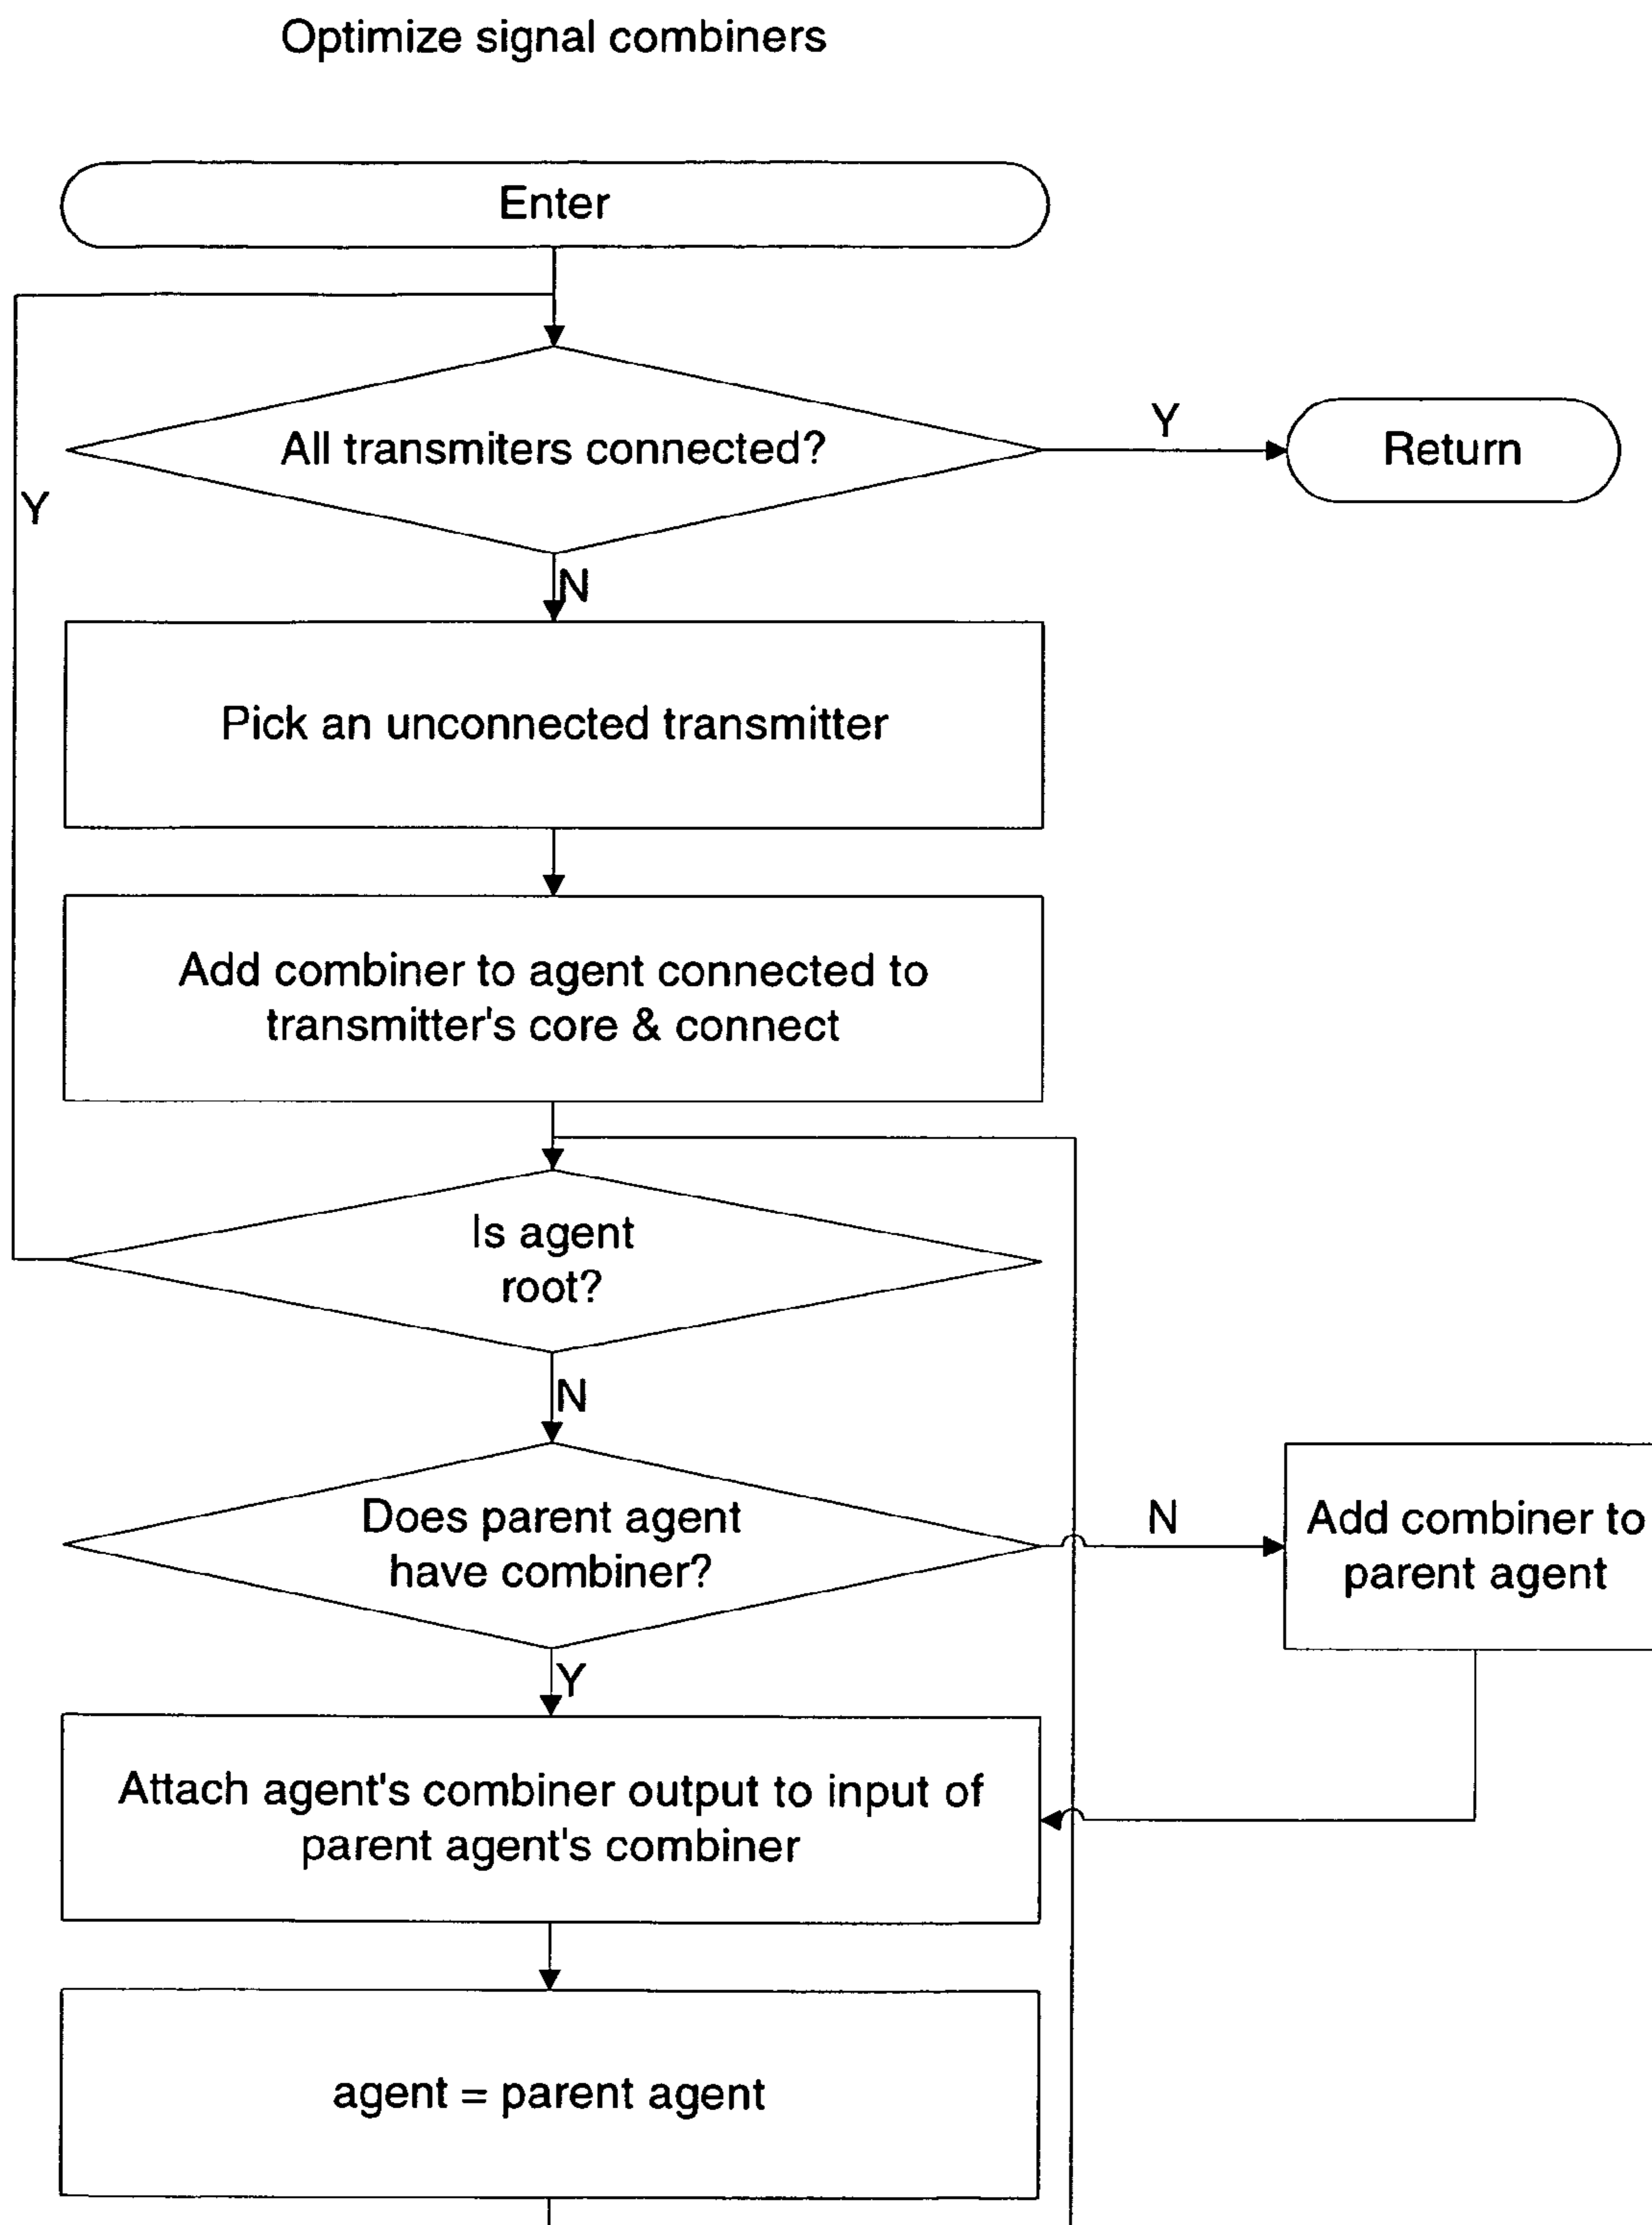 Optimize signal combiners
Enter
All transmiters connected?
Y
Return
Y
N
Pick an unconnected transmitter
Add combiner to agent connected to
transmitter's core & connect
Is agent
root?
N
Does parent agent
have combiner?
N
Add combiner to
parent agent
Y
Attach agent's combiner output to input of
parent agent's combiner
agent = parent agent